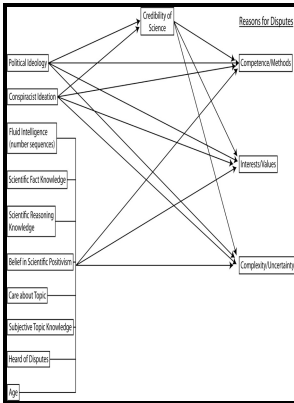 Credibility of
Science
Reasons for Disputes
Political Ideology
Competence/Methods
Conspiracist Ideation
Fluid Intelligence
(number sequences)
Interests/Values
Scientific Fact Knowledge
Scientific Reasoning
Knowledge
Belief in Scientific Positivism
Complexity/Uncertainty
Care about Topic
Subjective Topic Knowledge
Heard of Disputes
Age